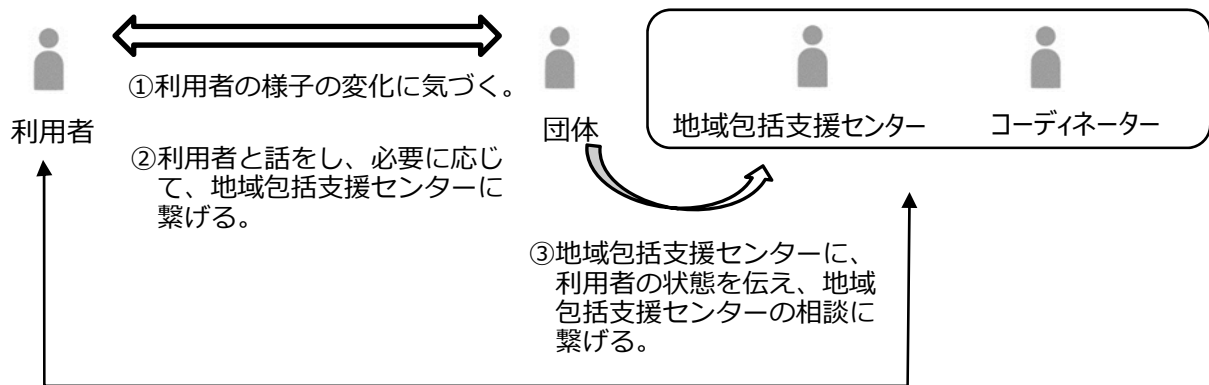 ①利用者の様子の変化に気づく。
利用者
団体
地域包括支援センター
コーディネーター
②利用者と話をし、必要に応じ
て、地域包括支援センターに
繋げる。
③地域包括支援センターに、
利用者の状態を伝え、地域
包括支援センターの相談に
繋げる。